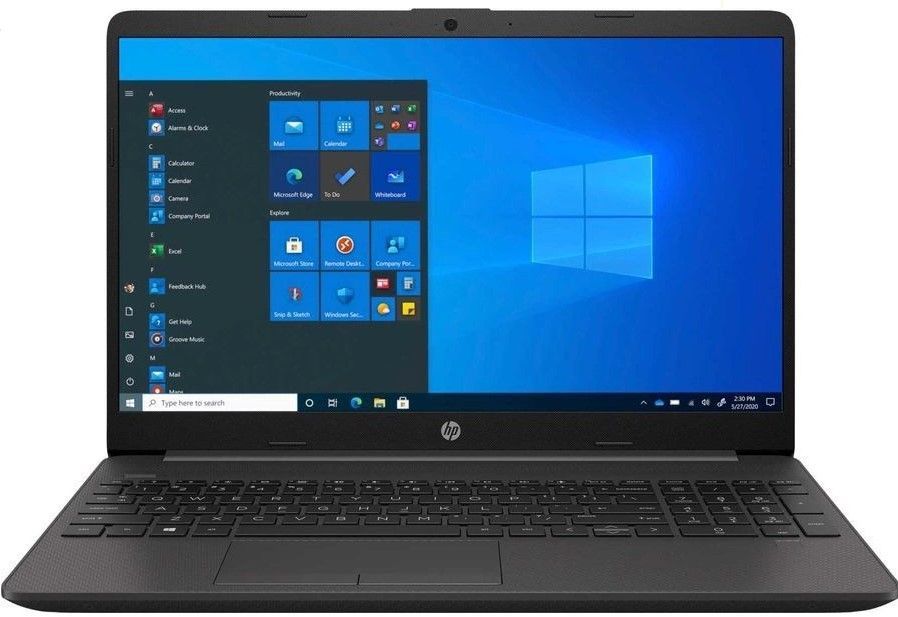 Productivity
A
Access
Alarms & Clock
C
Calculator
Calendar
Camera
Company Portal
E
Excel
F
Feedback Hub
G
Get Help
Groove Music
M
Mail
Maps
Mail
Calendar
Microsoft Edge
To Do
Whiteboard
Explore
Microsoft Store
Remote Deskt...
Company Por...
Snip & Sketch
Windows Sec...
Type here to search
2:30 PM
5/27/2020
hp
Q W E R T Y U I O P
A S D F G H J K L
Z X C V B N M